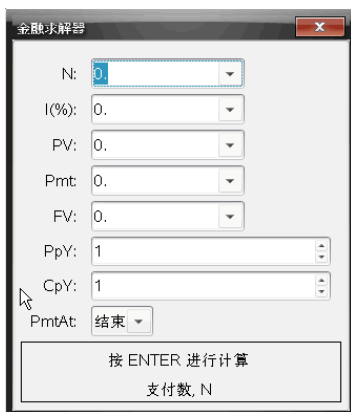 金融求解器
N: 0.
I(%): 0.
PV: 0.
Pmt: 0.
FV: 0.
PpY: 1
CpY: 1
PmtAt: 结束
按 ENTER 进行计算
支付数, N